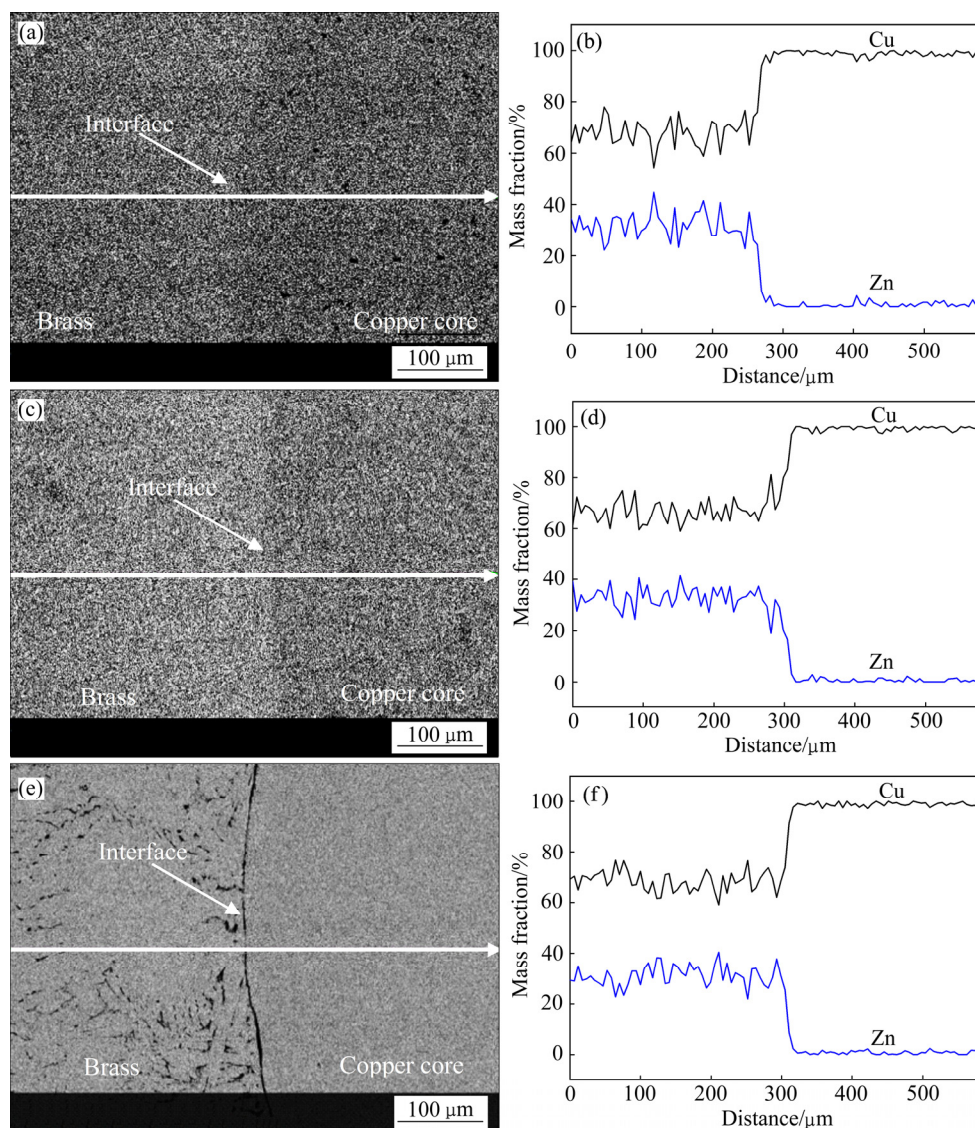 (a)
Interface
Brass
Copper core
100 μm
(b)
Cu
Zn
Mass fraction/%
100
80
60
40
20
0
0 100 200 300 400 500
Distance/μm
(c)
Interface
Brass
Copper core
100 μm
(d)
Cu
Zn
Mass fraction/%
100
80
60
40
20
0
0 100 200 300 400 500
Distance/μm
(e)
Interface
Brass
Copper core
100 μm
(f)
Cu
Zn
Mass fraction/%
100
80
60
40
20
0
0 100 200 300 400 500
Distance/μm